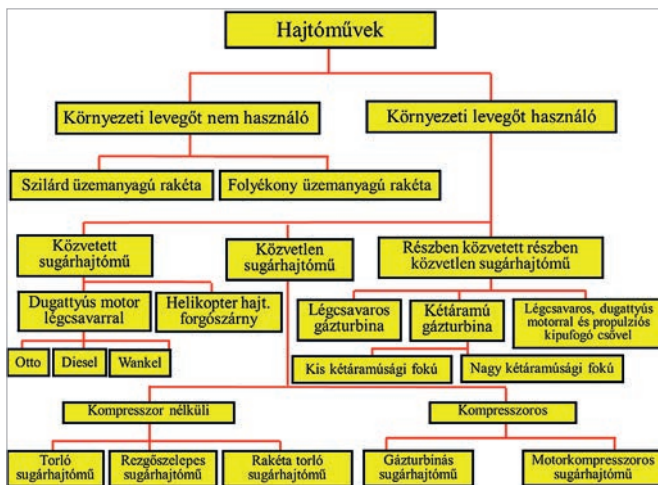 Hajtóművek
Környezeti levegőt nem használó
Környezeti levegőt használó
Szilárd üzemanyagú rakéta
Folyékony üzemanyagú rakéta
Közvetett
sugárhajtómű
Közvetlen
sugárhajtómű
Részben közvetett részben
közvetlen sugárhajtómű
Dugattyús motor
légcsavarral
Helikopter hajt.
forgószárny
Légcsavaros
gázturbina
Kétáramú
gázturbina
Légcsavaros, dugattyús
motorral és propulziós
kipufogó csővel
Otto
Diesel
Wankel
Kis kétáramúsági fokú
Nagy kétáramúsági fokú
Kompresszor nélküli
Kompresszoros
Torló
sugárhajtómű
Rezgőszelepes
sugárhajtómű
Rakéta torló
sugárhajtómű
Gázturbinás
sugárhajtómű
Motorkompresszoros
sugárhajtómű